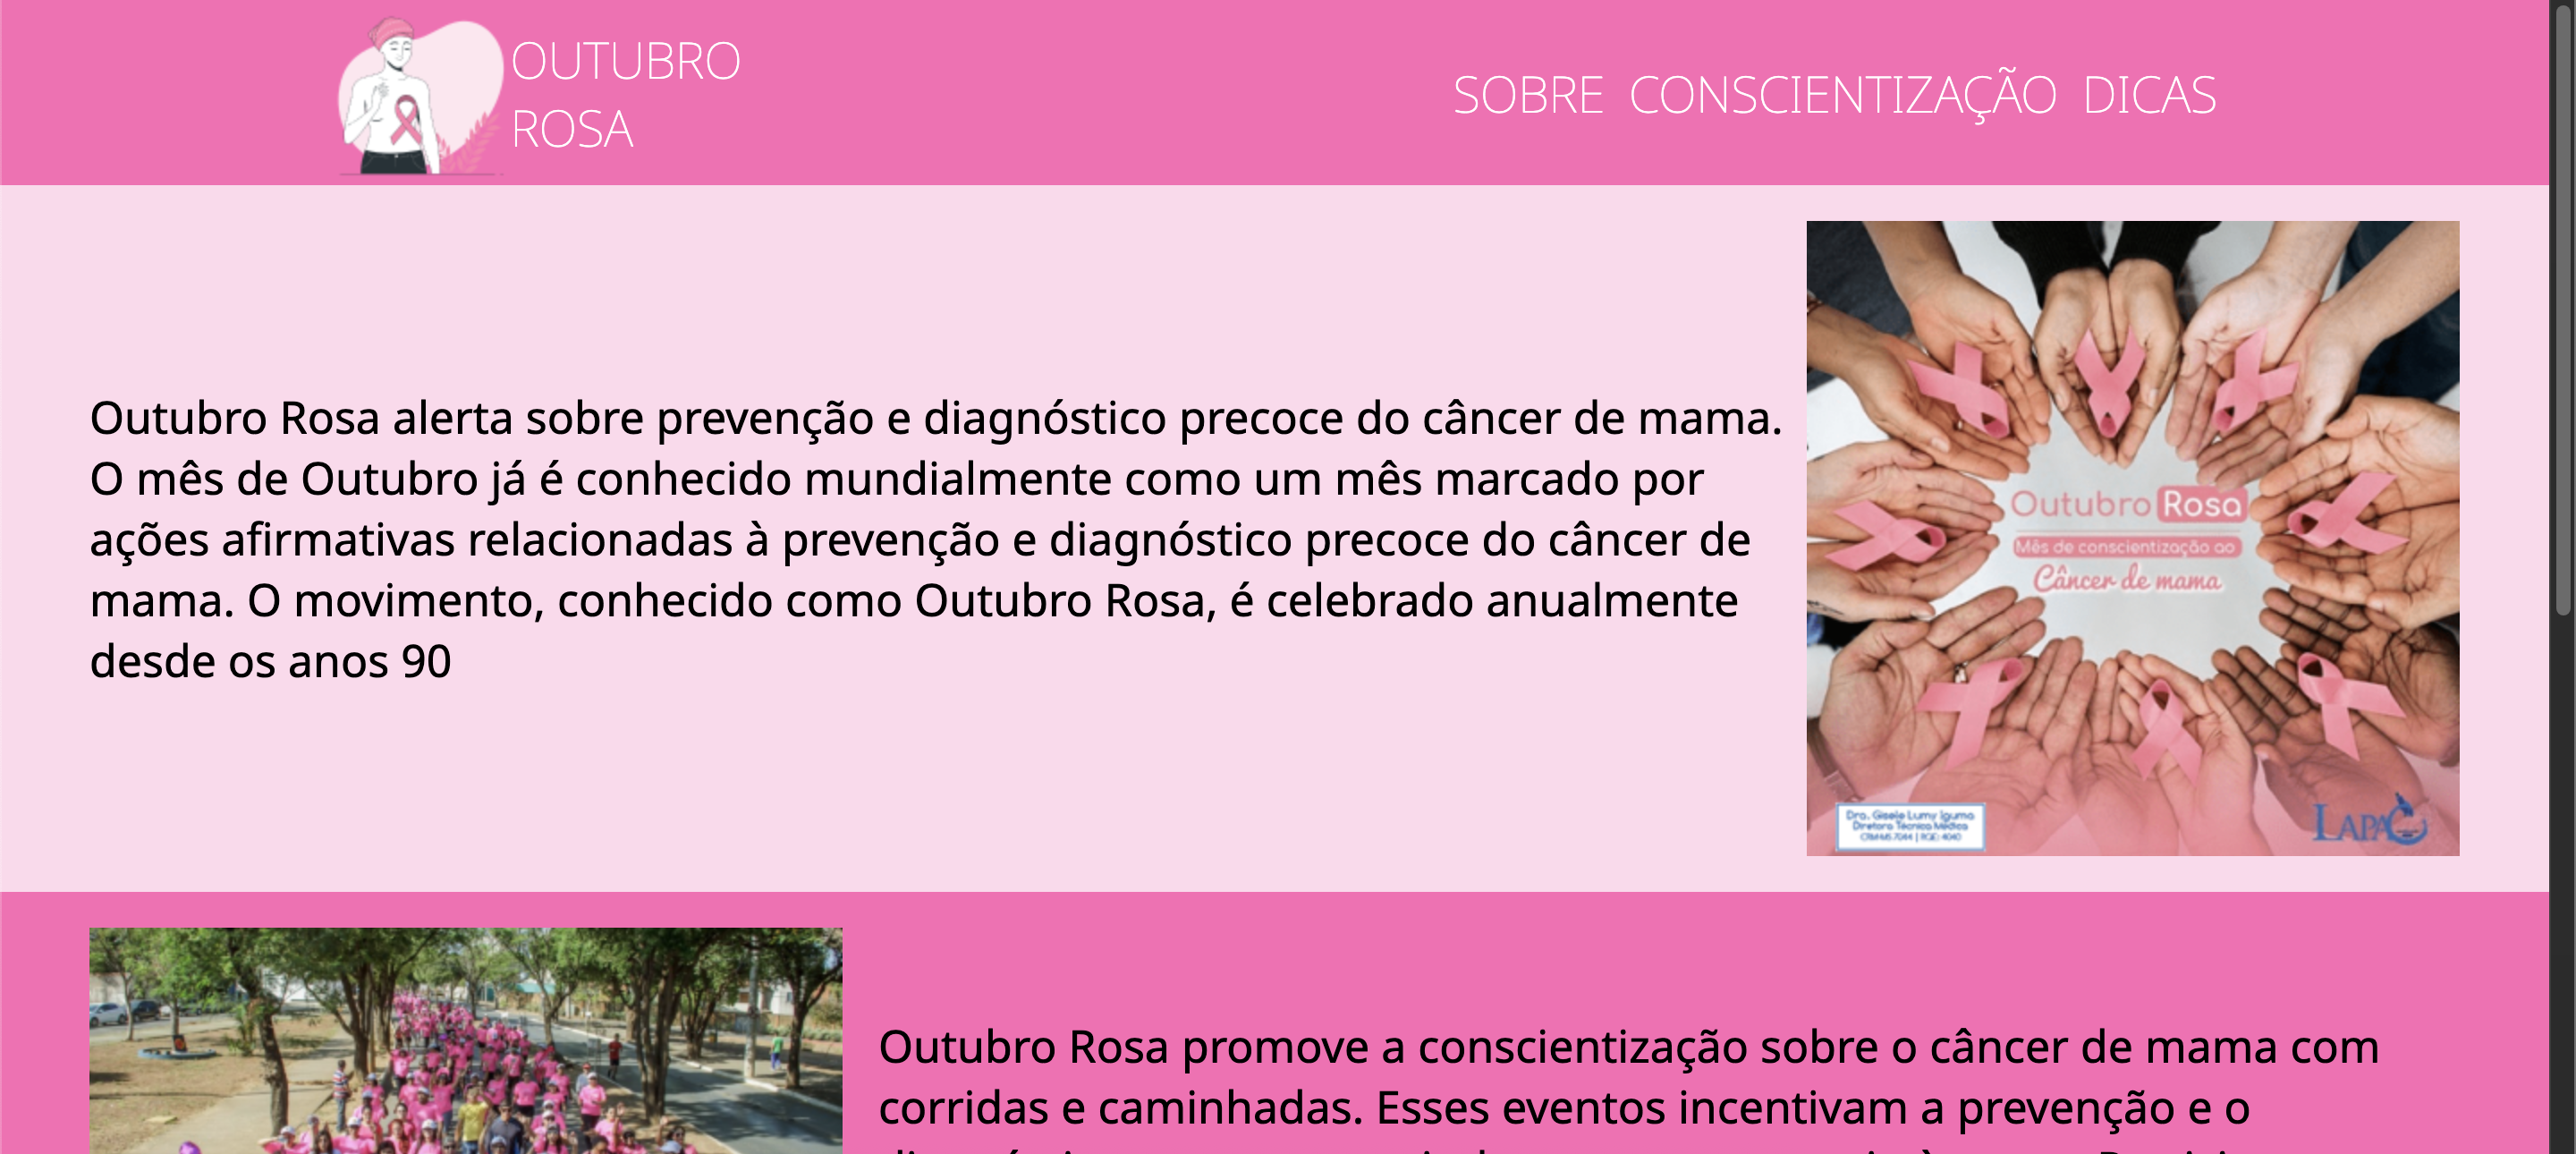 OUTUBRO
ROSA
SOBRE CONSCIENTIZAÇÃO DICAS
Outubro Rosa alerta sobre prevenção e diagnóstico precoce do câncer de mama.
O mês de Outubro já é conhecido mundialmente como um mês marcado por
ações afirmativas relacionadas à prevenção e diagnóstico precoce do câncer de
mama. O movimento, conhecido como Outubro Rosa, é celebrado anualmente
desde os anos 90
Outubro Rosa
Mês de conscientização ao
Câncer de mama
Dra. Gisele Lumy Iguma
Diretora Técnica Médica
LAPAC
Outubro Rosa promove a conscientização sobre o câncer de mama com
corridas e caminhadas. Esses eventos incentivam a prevenção e o